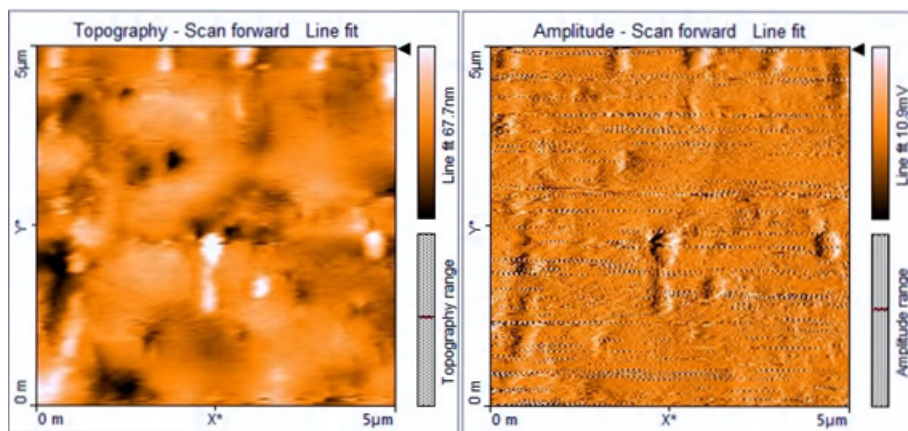 Topography - Scan forward Line fit
5µm
Y*
0 m
0 m
X*
5µm
Line fit 67.7nm
Topography range
Amplitude - Scan forward Line fit
5µm
Y*
0 m
0 m
X*
5µm
Line fit 10.9mV
Amplitude range